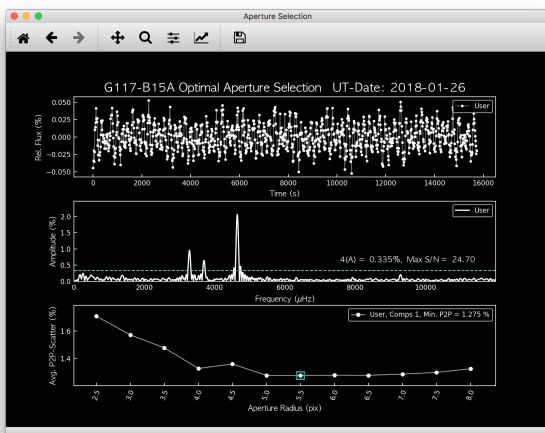 Aperture Selection
G117-B15A Optimal Aperture Selection UT-Date: 2018-01-26
0.050
0.025
0.000
−0.025
−0.050
Rel. Flux (%)
User
0 2000 4000 6000 8000 10000 12000 14000 16000
Time (s)
2.0
1.5
1.0
0.5
0.0
Amplitude (%)
User
4⟨A⟩ = 0.335%, Max S/N = 24.70
0 2000 4000 6000 8000 10000
Frequency (μHz)
1.6
1.4
Avg. P2P-Scatter (%)
User, Comps 1, Min. P2P = 1.275 %
2.5 3.0 3.5 4.0 4.5 5.0 5.5 6.0 6.5 7.0 7.5 8.0
Aperture Radius (pix)